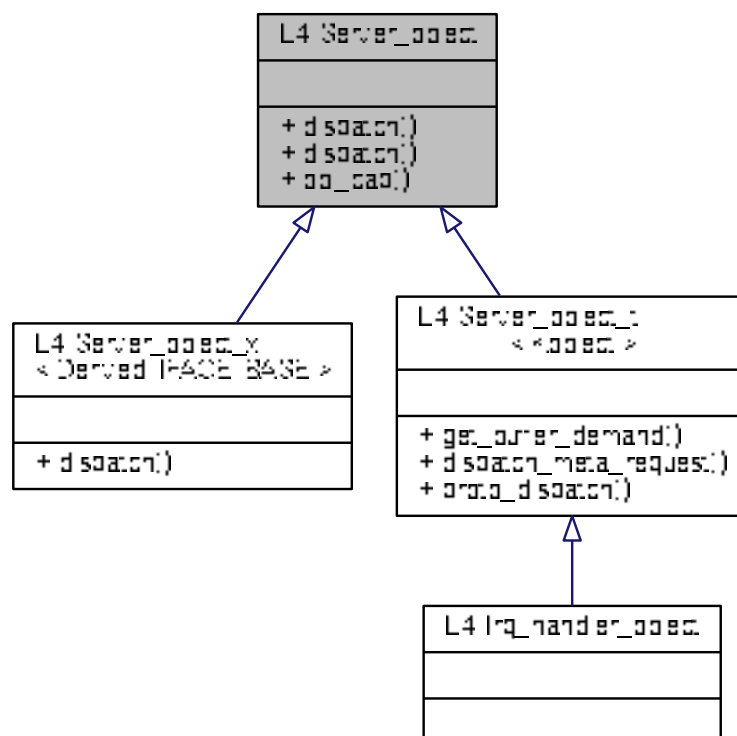 L4 Server_object
+ dispatch()
+ dispatch()
+ obj_cap()
L4 Server_object_x
< Derived IFACE BASE >
+ dispatch()
L4 Server_object_t
< Kobject >
+ get_buffer_demand()
+ dispatch_meta_request()
+ proto_dispatch()
L4 Irq_handler_object